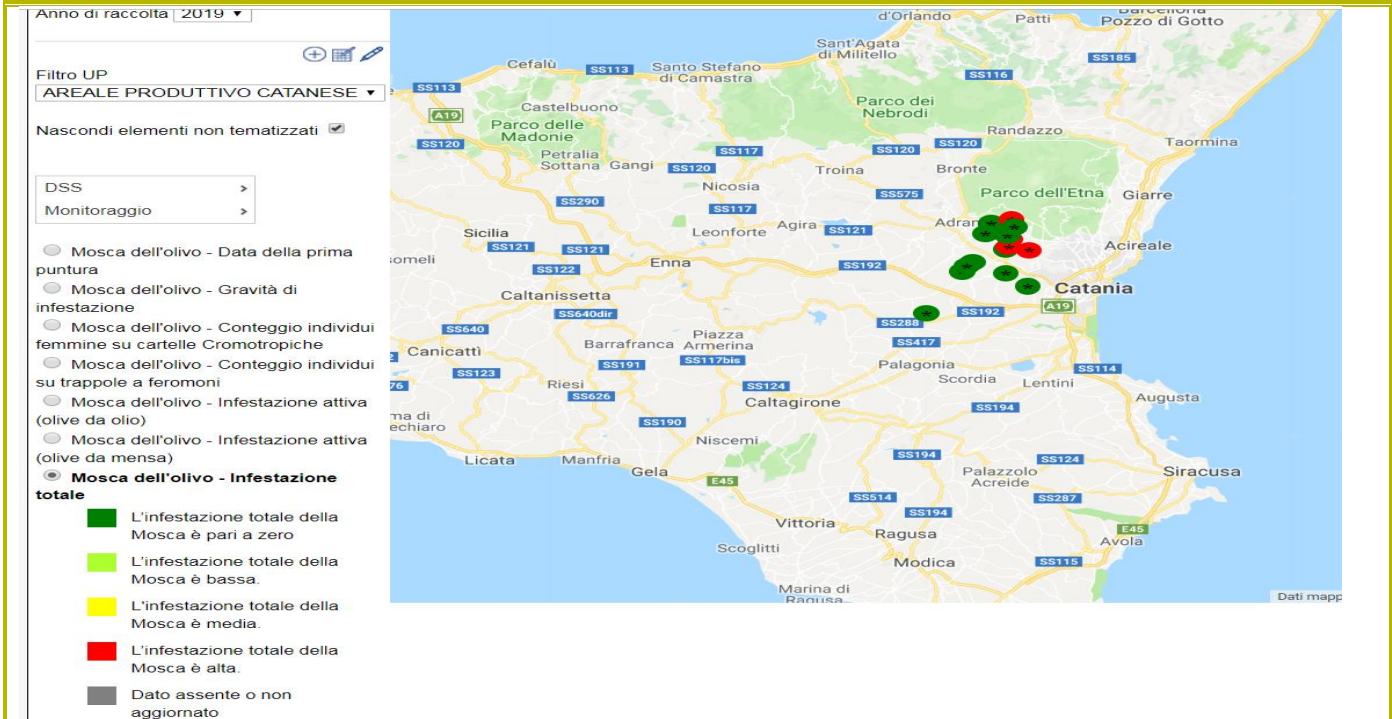 Anno di raccolta 2019
Filtro UP
AREALE PRODUTTIVO CATANESE
Nascondi elementi non tematizzati
DSS >
Monitoraggio >
Mosca dell'olivo - Data della prima
puntura
Mosca dell'olivo - Gravità di
infestazione
Mosca dell'olivo - Conteggio individui
femmine su cartelle Cromotropiche
Mosca dell'olivo - Conteggio individui
su trappole a feromoni
Mosca dell'olivo - Infestazione attiva
(olive da olio)
Mosca dell'olivo - Infestazione attiva
(olive da mensa)
Mosca dell'olivo - Infestazione
totale
L'infestazione totale della
Mosca è pari a zero
L'infestazione totale della
Mosca è bassa.
L'infestazione totale della
Mosca è media.
L'infestazione totale della
Mosca è alta.
Dato assente o non
aggiornato
d'Orlando
Patti
Barcellona
Pozzo di Gotto
Sant'Agata
di Militello
Cefalù
SS113
Santo Stefano
di Camastra
SS185
SS116
SS113
Castelbuono
Parco dei
Nebrodi
A19
Parco delle
Madonie
Randazzo
SS120
SS117
SS120
SS120
Taormina
Petralia
Sottana
Gangi
SS120
Troina
Bronte
Nicosia
SS290
SS575
Parco dell'Etna
Giarre
SS117
Sicilia
Leonforte
Agira
SS121
Adran
SS121
SS121
Acireale
omeli
SS122
Enna
SS192
Caltanissetta
Catania
SS640dir
SS192
A19
SS640
SS288
Barrafranca
Piazza
Armerina
SS417
Canicattì
SS191
SS117bis
Palagonia
SS123
SS114
Scordia
Lentini
76
Riesi
SS626
SS124
Caltagirone
Augusta
SS194
ma di
echiaro
SS190
Niscemi
Licata
Manfria
Gela
SS194
SS124
Palazzolo
Acreide
Siracusa
E45
SS514
SS287
SS194
Vittoria
Ragusa
E45
Avola
Scoglitti
Modica
SS115
Marina di
Ragusa
Dati mapp